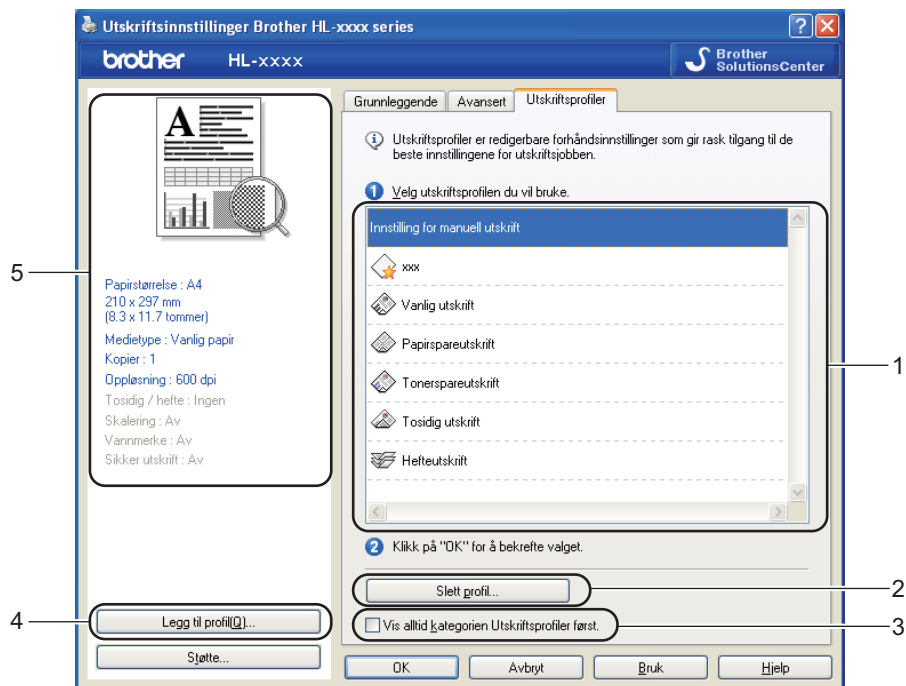 Utskriftsinnstillinger Brother HL-xxxx series
brother HL-xxxx
Brother
SolutionsCenter
A
Papirstørrelse : A4
210 x 297 mm
(8.3 x 11.7 tommer)
Medietype : Vanlig papir
Kopier : 1
Oppløsning : 600 dpi
Tosidig / hefte : Ingen
Skalering : Av
Vannmerke : Av
Sikker utskrift : Av
5
Legg til profil(Q)...
4
Støtte...
Grunnleggende Avansert Utskriftsprofiler
Utskriftsprofiler er redigerbare forhåndsinnstillinger som gir rask tilgang til de
beste innstillingene for utskriftsjobben.
1 Velg utskriftsprofilen du vil bruke.
Innstilling for manuell utskrift
xxx
Vanlig utskrift
Papirspareutskrift
Tonerspareutskrift
Tosidig utskrift
Hefteutskrift
1
2 Klikk på "OK" for å bekrefte valget.
Slett profil...
2
Vis alltid kategorien Utskriftsprofiler først.
3
OK Avbryt Bruk Hjelp